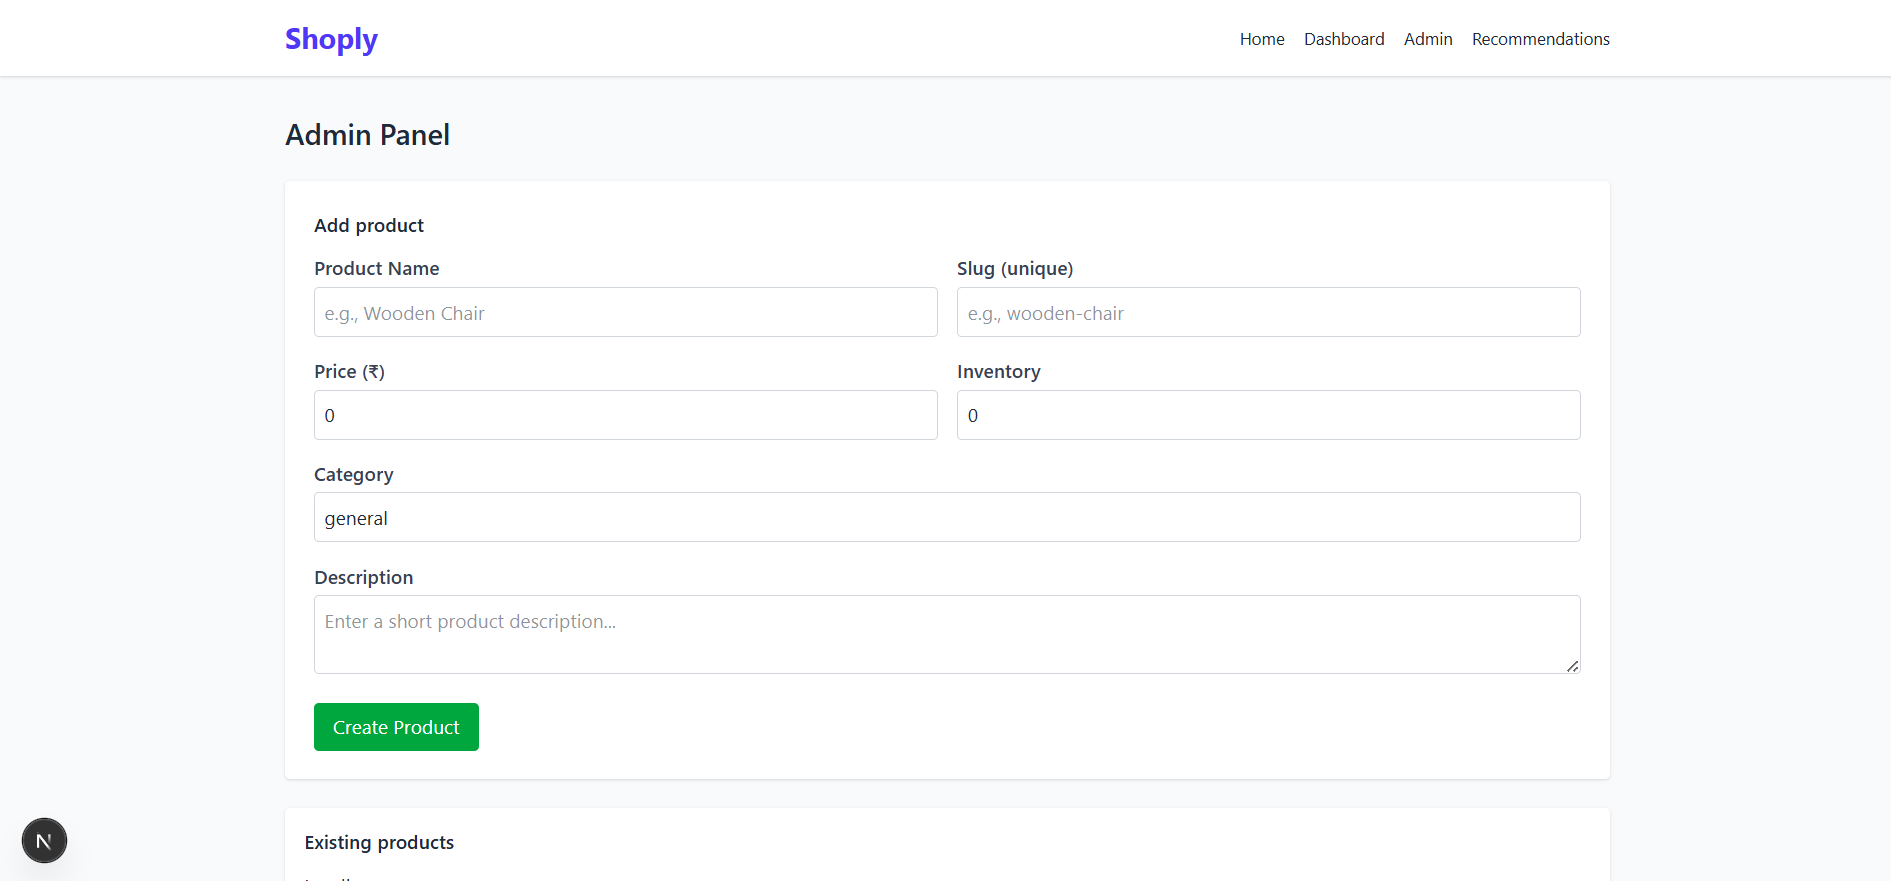 Shoply
Home Dashboard Admin Recommendations
Admin Panel
Add product
Product Name
Slug (unique)
e.g., Wooden Chair
e.g., wooden-chair
Price (₹)
Inventory
0
0
Category
general
Description
Enter a short product description...
Create Product
Existing products
N